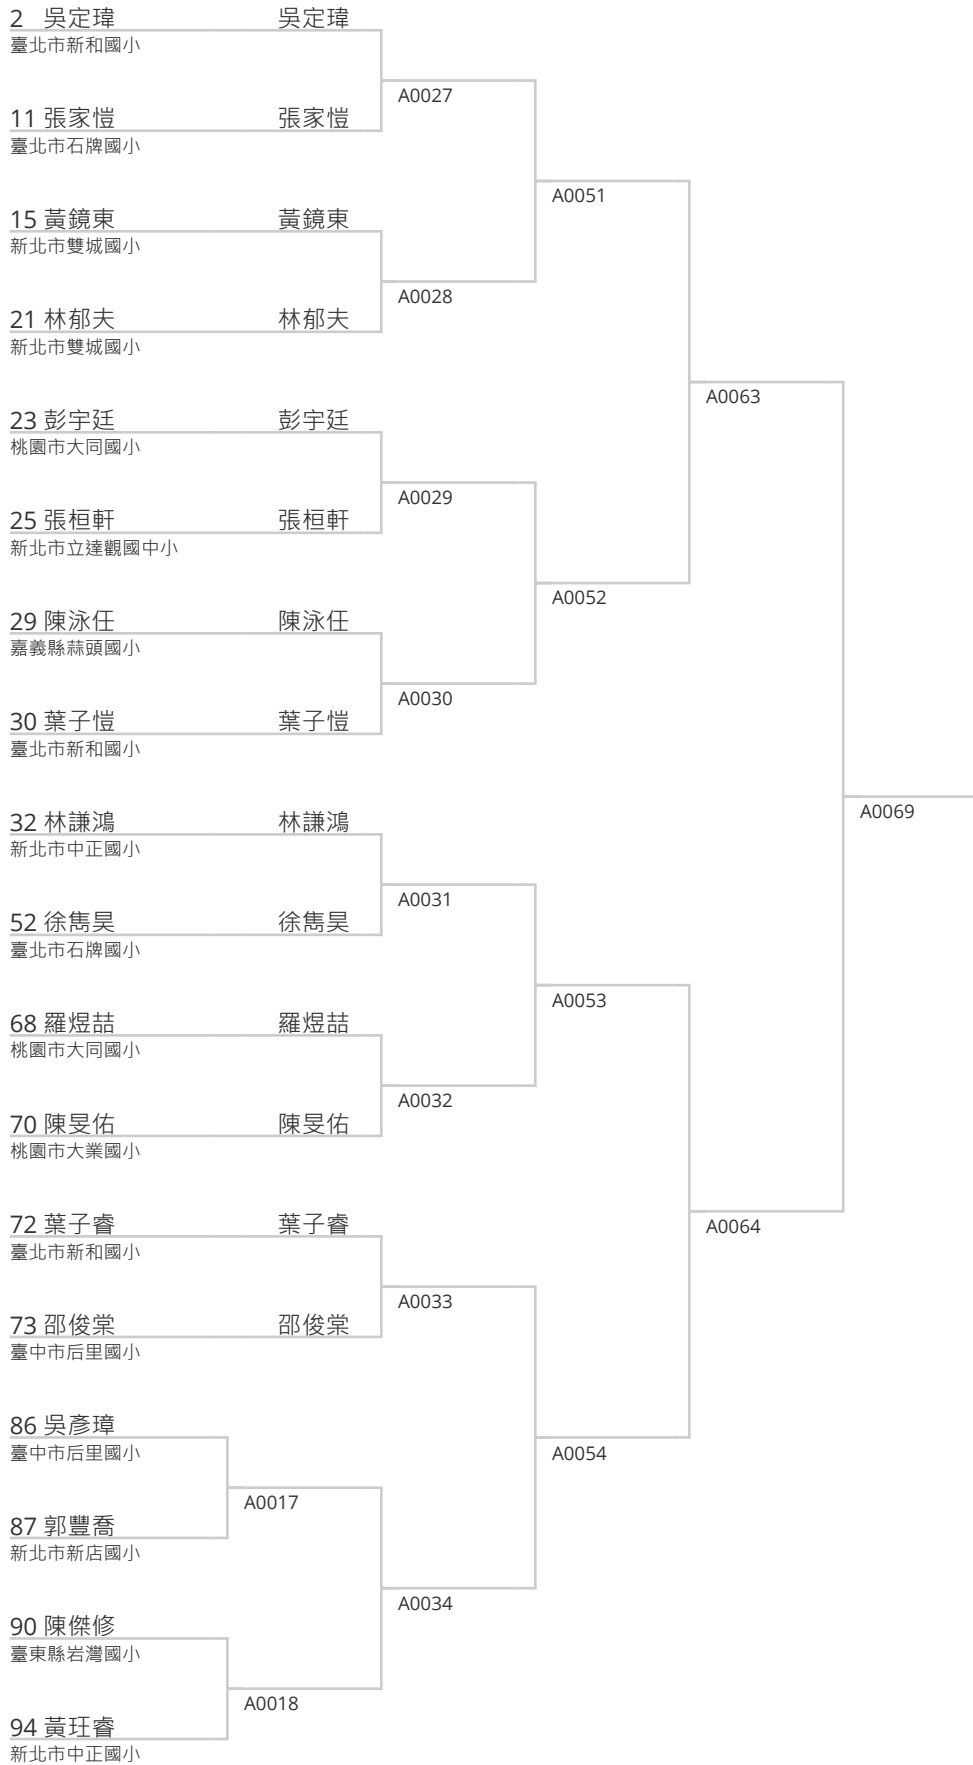 2 吳定瑋 吳定瑋
臺北市新和國小
A0027
11 張家愷 張家愷
臺北市石牌國小
A0051
15 黃鏡東 黃鏡東
新北市雙城國小
A0028
21 林郁夫 林郁夫
新北市雙城國小
A0063
23 彭宇廷 彭宇廷
桃園市大同國小
A0029
25 張桓軒 張桓軒
新北市立達觀國中小
A0052
29 陳泳任 陳泳任
嘉義縣蒜頭國小
A0030
30 葉子愷 葉子愷
臺北市新和國小
A0069
32 林謙鴻 林謙鴻
新北市中正國小
A0031
52 徐雋昊 徐雋昊
臺北市石牌國小
A0053
68 羅煜喆 羅煜喆
桃園市大同國小
A0032
70 陳旻佑 陳旻佑
桃園市大業國小
72 葉子睿 葉子睿
A0064
臺北市新和國小
A0033
73 邵俊棠 邵俊棠
臺中市后里國小
86 吳彥璋
臺中市后里國小
A0054
A0017
87 郭豐喬
新北市新店國小
A0034
90 陳傑修
臺東縣岩灣國小
A0018
94 黃玨睿
新北市中正國小